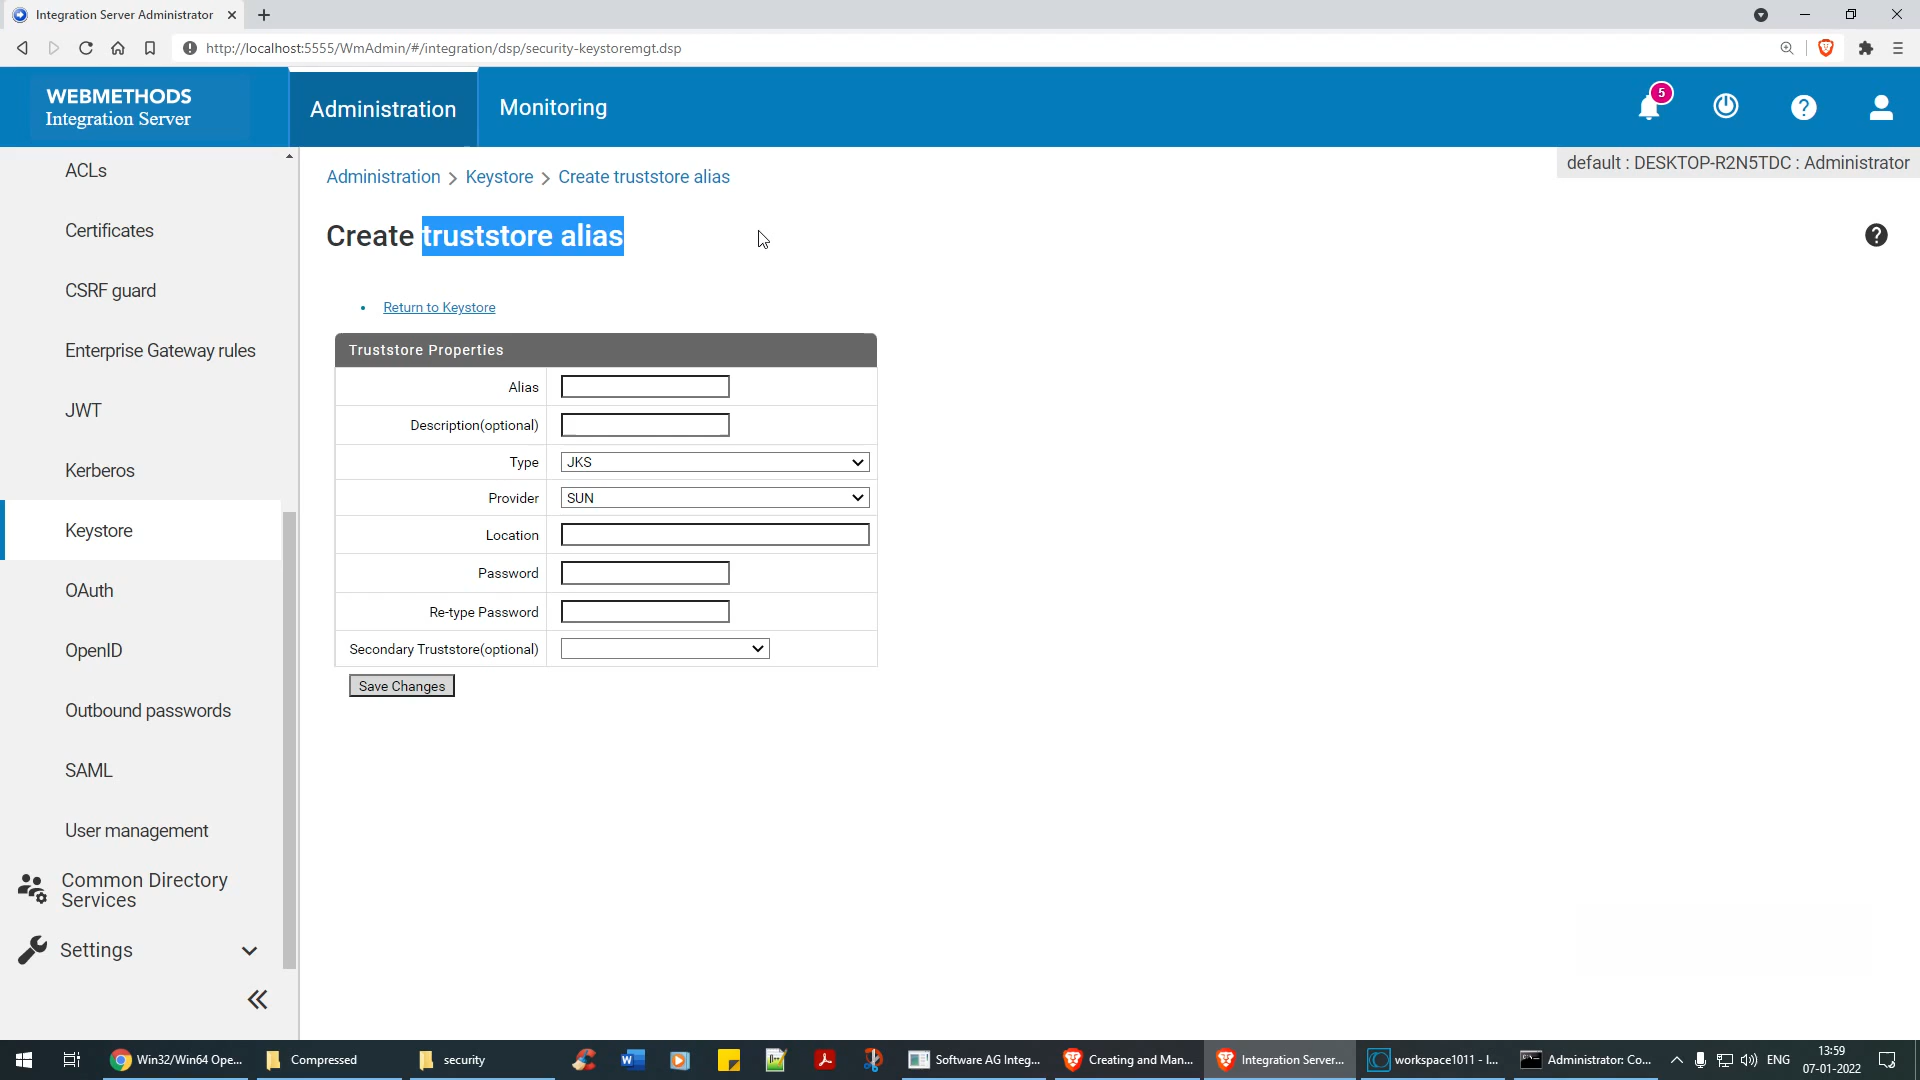 Integration Server Administrator
http://localhost:5555/WmAdmin/#/integration/dsp/security-keystoremgt.dsp
WEBMETHODS
Integration Server
Administration
Monitoring
5
default : DESKTOP-R2N5TDC : Administrator
ACLs
Certificates
CSRF guard
Enterprise Gateway rules
JWT
Kerberos
Keystore
OAuth
OpenID
Outbound passwords
SAML
User management
Common Directory
Services
Settings
Administration > Keystore > Create truststore alias
Create truststore alias
Return to Keystore
Truststore Properties
Alias
Description(optional)
Type JKS
Provider SUN
Location
Password
Re-type Password
Secondary Truststore(optional)
Save Changes
Win32/Win64 Ope...
Compressed
security
Software AG Integ...
Creating and Man...
Integration Server...
workspace1011 - I...
Administrator: Co...
ENG
13:59
07-01-2022